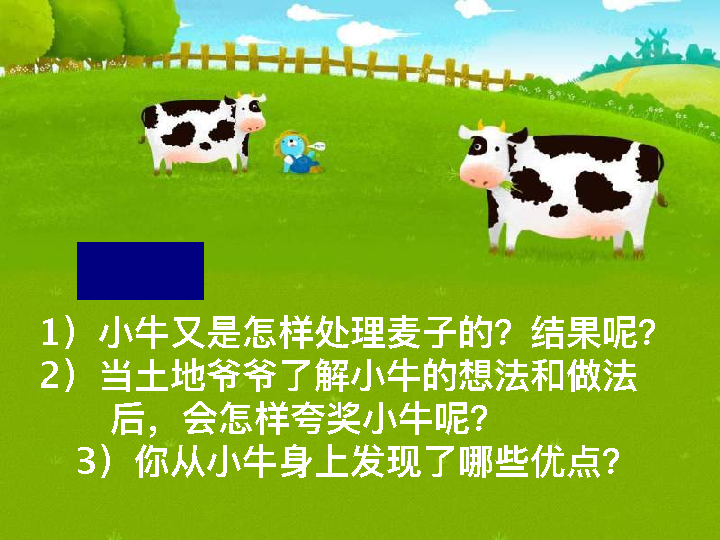 1）小牛又是怎样处理麦子的？结果呢？
2）当土地爷爷了解小牛的想法和做法
后，会怎样夸奖小牛呢？
3）你从小牛身上发现了哪些优点？